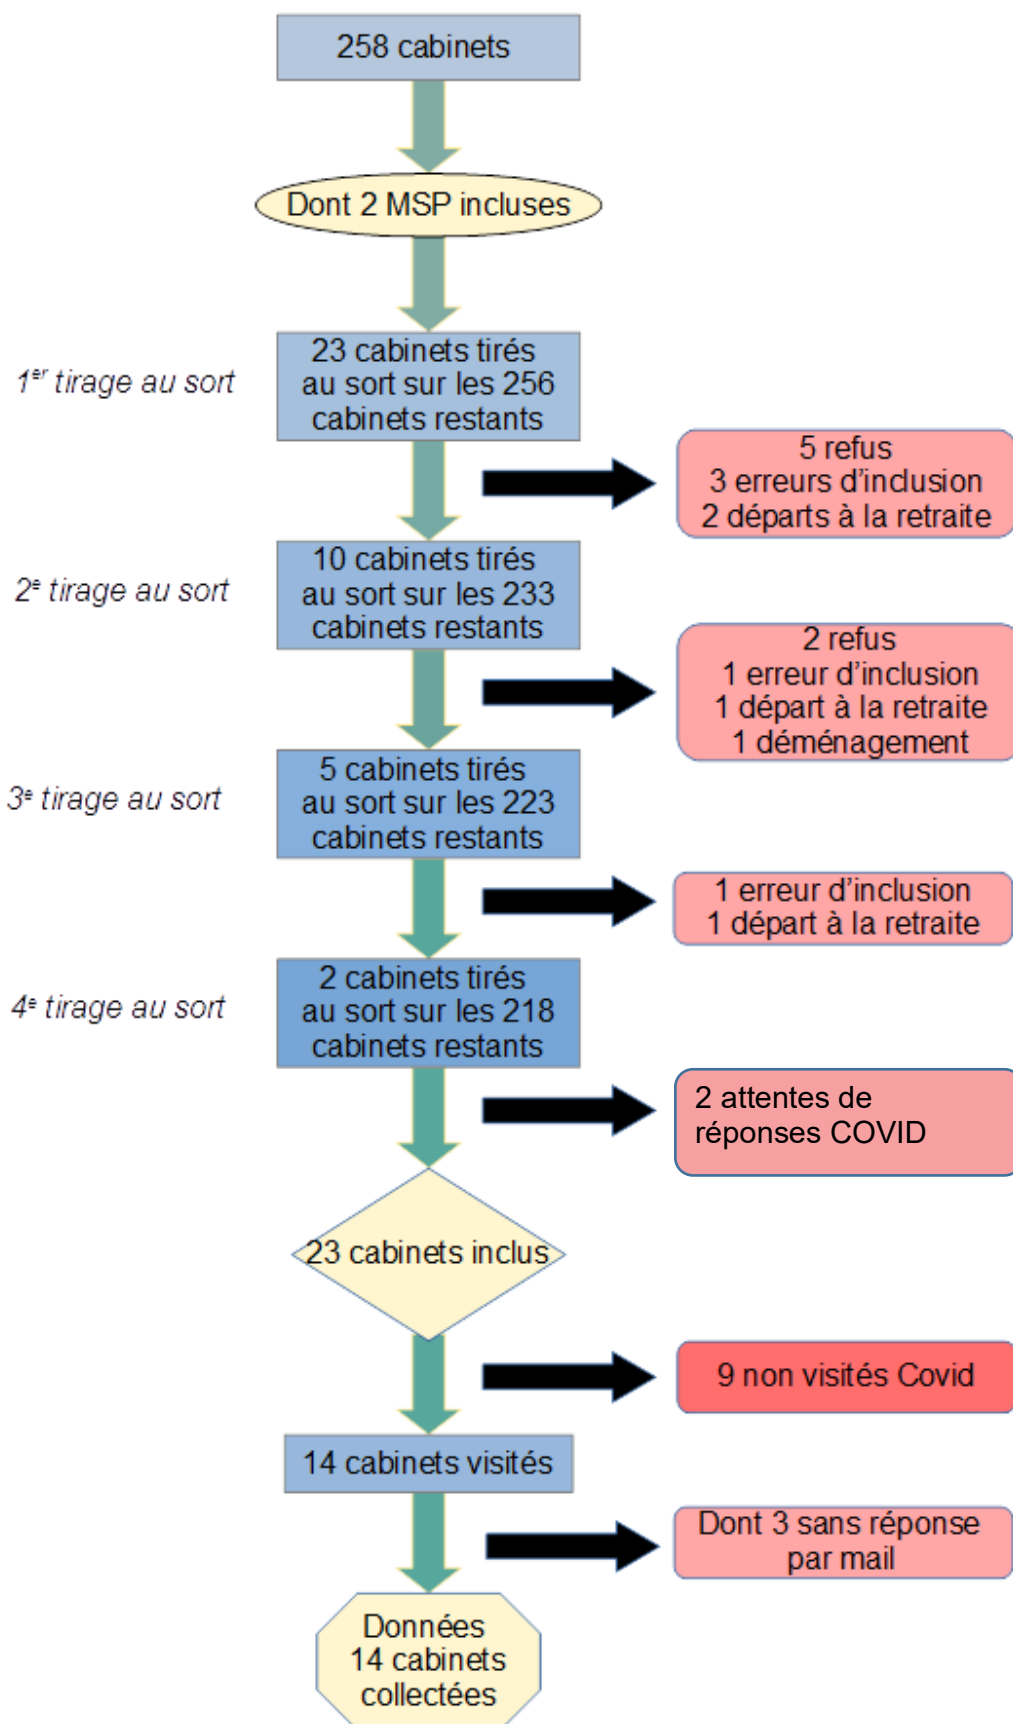 258 cabinets
Dont 2 MSP incluses
1er tirage au sort
23 cabinets tirés
au sort sur les 256
cabinets restants
5 refus
3 erreurs d'inclusion
2 départs à la retraite
2e tirage au sort
10 cabinets tirés
au sort sur les 233
cabinets restants
2 refus
1 erreur d'inclusion
1 départ à la retraite
1 déménagement
3e tirage au sort
5 cabinets tirés
au sort sur les 223
cabinets restants
1 erreur d'inclusion
1 départ à la retraite
4e tirage au sort
2 cabinets tirés
au sort sur les 218
cabinets restants
2 attentes de
réponses COVID
23 cabinets inclus
9 non visités Covid
14 cabinets visités
Dont 3 sans réponse
par mail
Données
14 cabinets
collectées